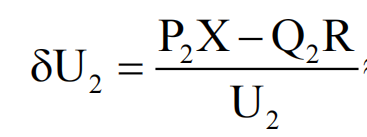 δU₂ = (P₂X − Q₂R) / U₂